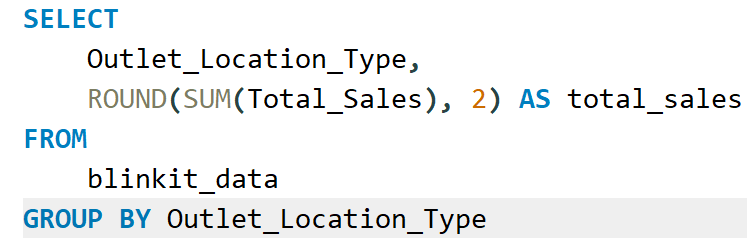 SELECT
    Outlet_Location_Type,
    ROUND(SUM(Total_Sales), 2) AS total_sales
FROM
    blinkit_data
GROUP BY Outlet_Location_Type